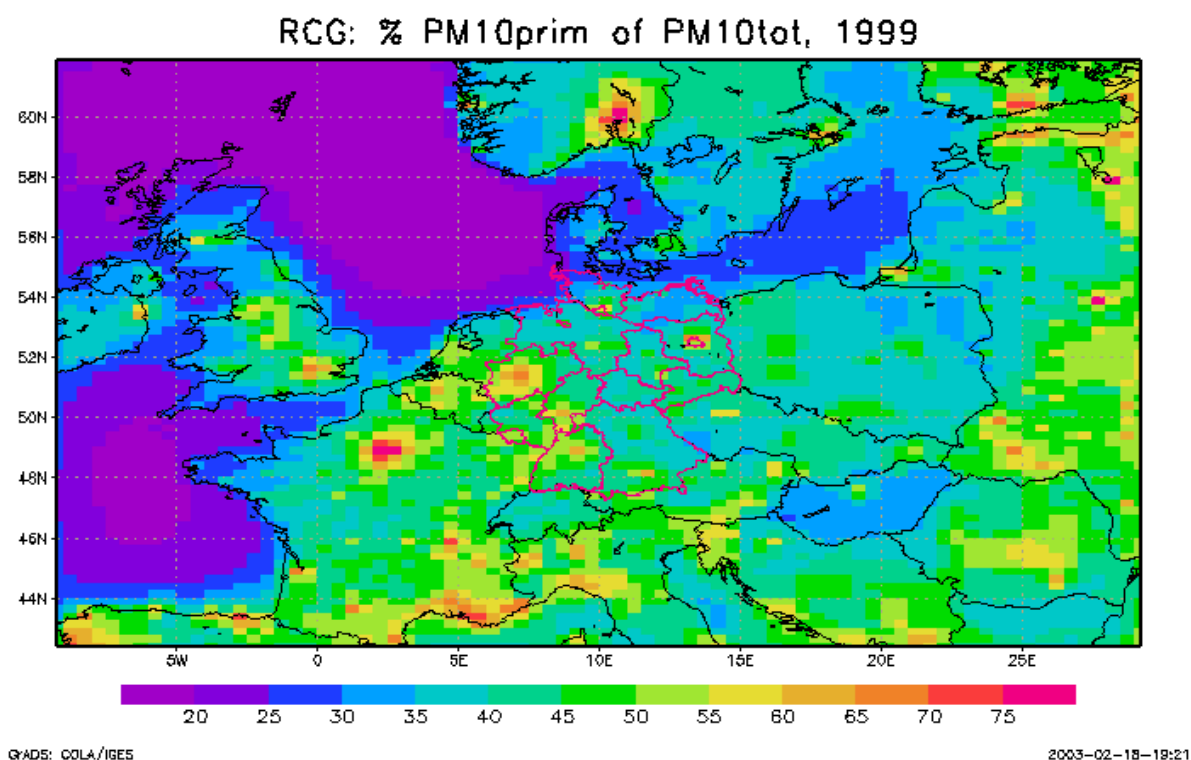 RCG: % PM10prim of PM10tot, 1999
60N
58N
56N
54N
52N
50N
48N
46N
44N
5W 0 5E 10E 15E 20E 25E
20 25 30 35 40 45 50 55 60 65 70 75
GrADS: COLA/IGES 2003-02-18-19:21